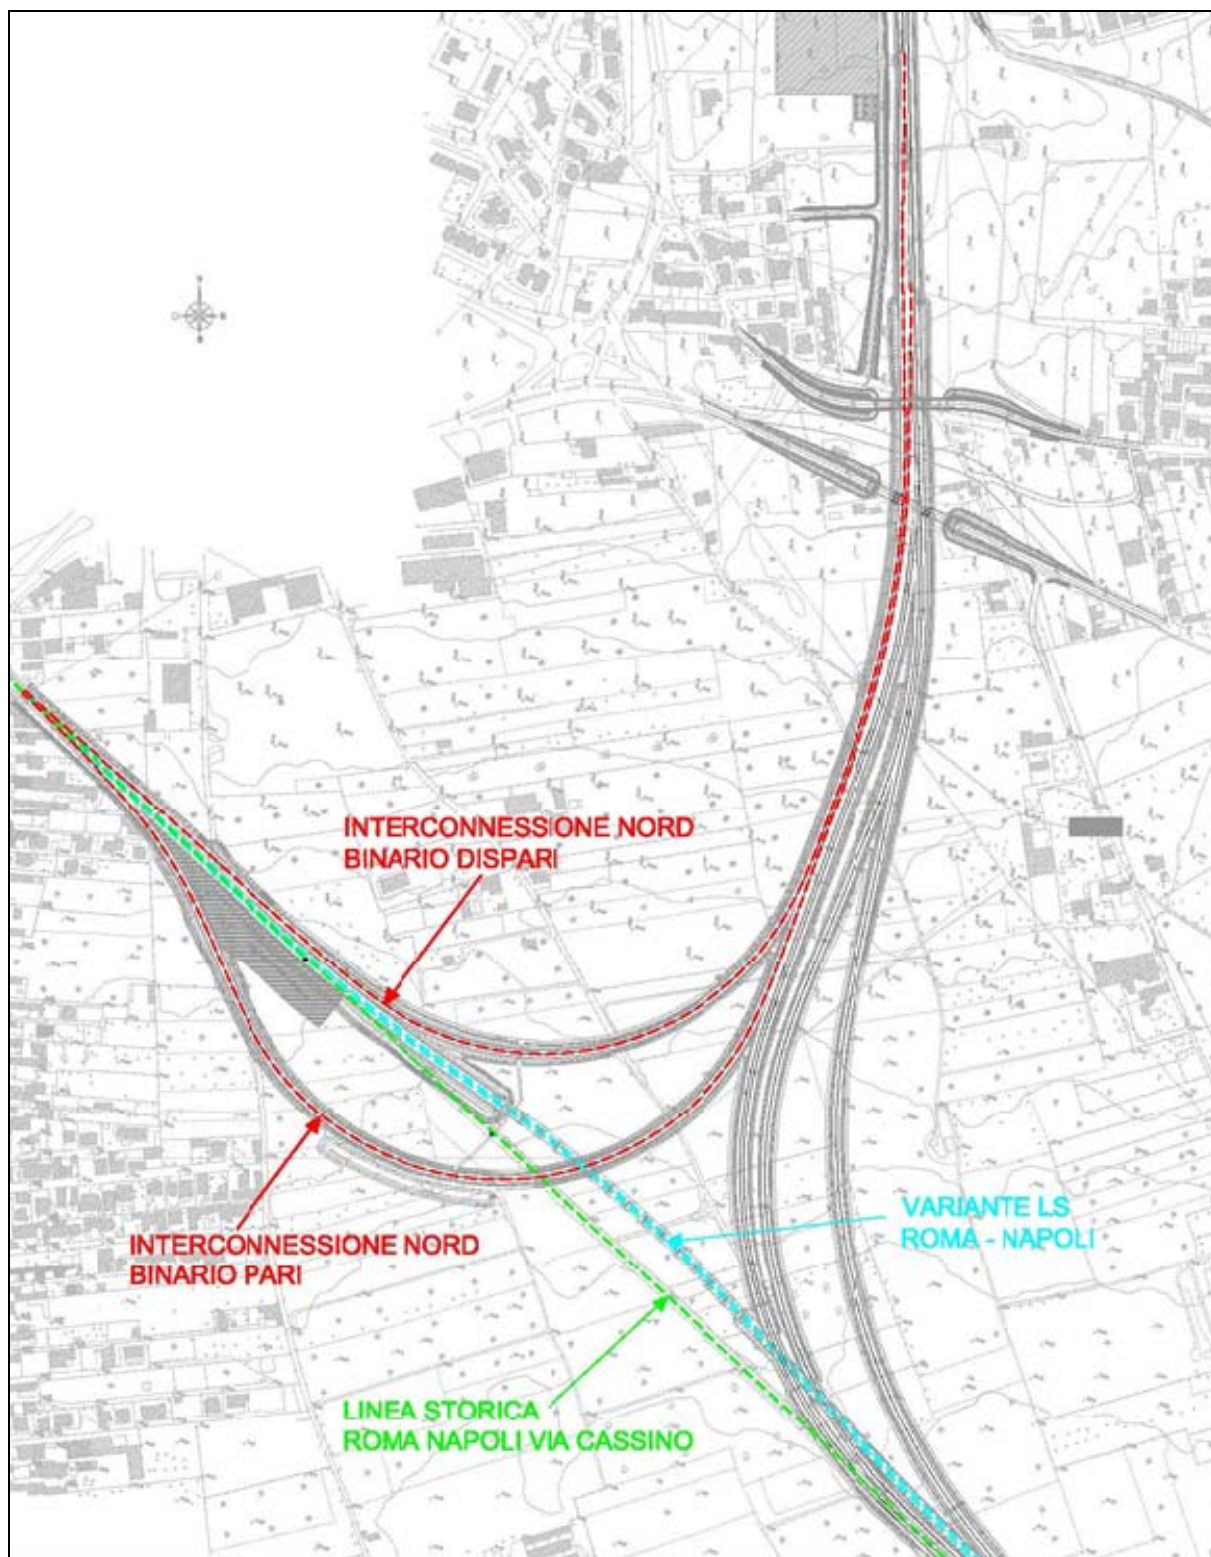 INTERCONNESSIONE NORD
BINARIO DISPARI
VARIANTE LS
ROMA - NAPOLI
INTERCONNESSIONE NORD
BINARIO PARI
LINEA STORICA
ROMA NAPOLI VIA CASSINO